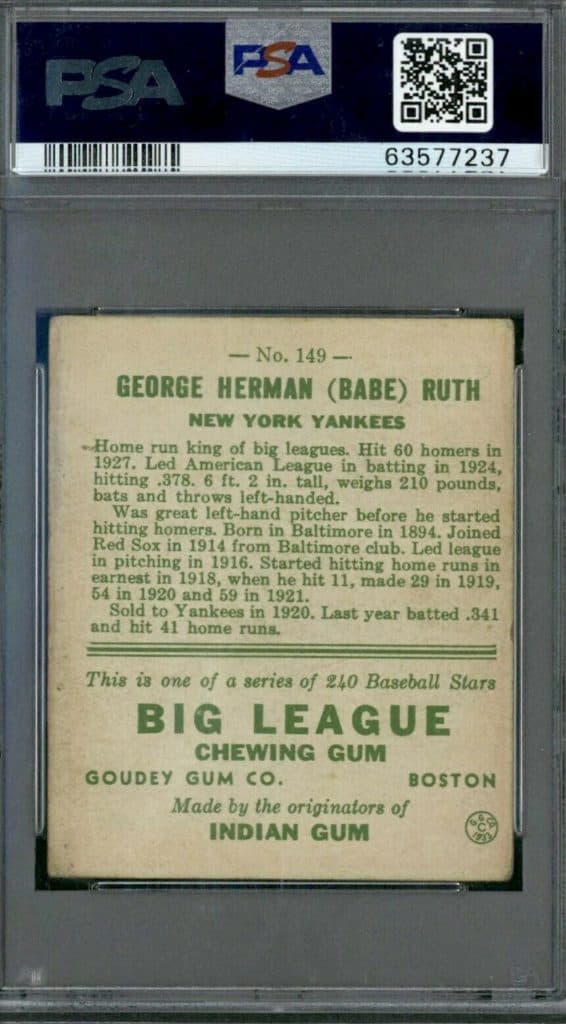 PSA PSA
63577237
— No. 149 —
GEORGE HERMAN (BABE) RUTH
NEW YORK YANKEES
Home run king of big leagues. Hit 60 homers in
1927. Led American League in batting in 1924,
hitting .378. 6 ft. 2 in. tall, weighs 210 pounds,
bats and throws left-handed.
Was great left-hand pitcher before he started
hitting homers. Born in Baltimore in 1894. Joined
Red Sox in 1914 from Baltimore club. Led league
in pitching in 1916. Started hitting home runs in
earnest in 1918, when he hit 11, made 29 in 1919,
54 in 1920 and 59 in 1921.
Sold to Yankees in 1920. Last year batted .341
and hit 41 home runs.
This is one of a series of 240 Baseball Stars
BIG LEAGUE
CHEWING GUM
GOUDEY GUM CO. BOSTON
Made by the originators of
INDIAN GUM
C
1933